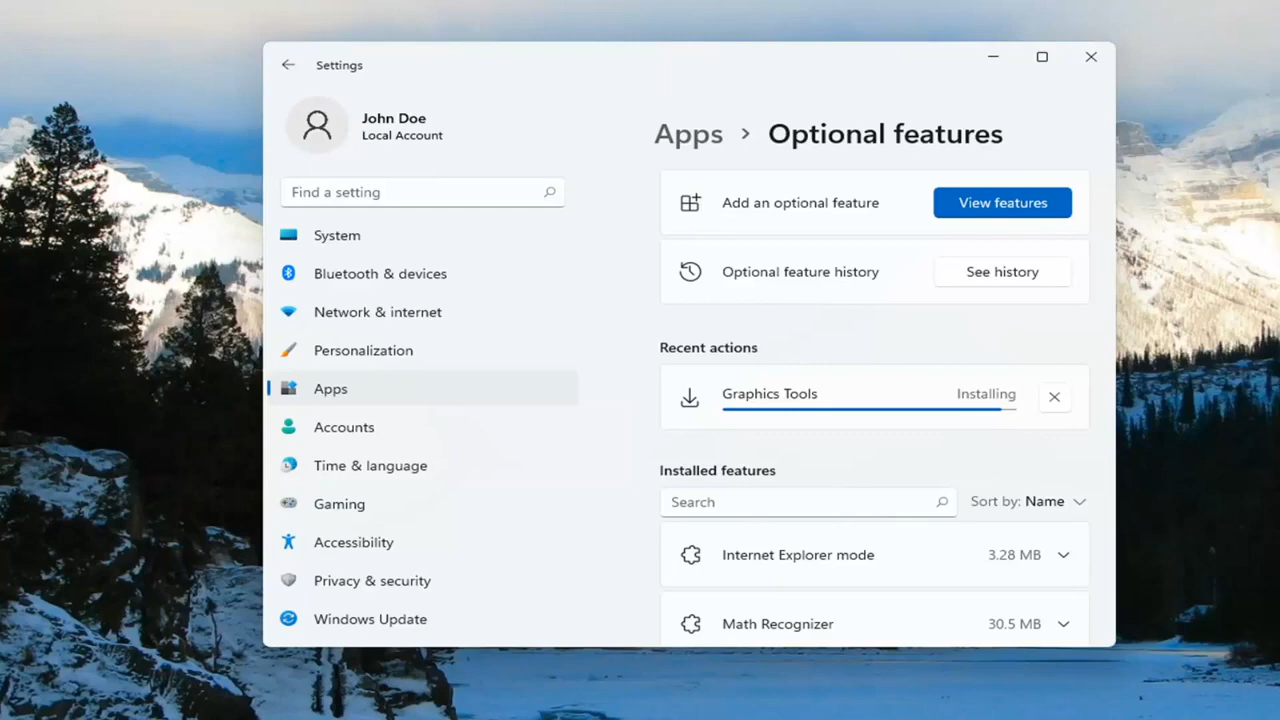 Settings
John Doe
Local Account
Find a setting
System
Bluetooth & devices
Network & internet
Personalization
Apps
Accounts
Time & language
Gaming
Accessibility
Privacy & security
Windows Update
Apps > Optional features
Add an optional feature View features
Optional feature history See history
Recent actions
Graphics Tools Installing
Installed features
Search Sort by: Name
Internet Explorer mode 3.28 MB
Math Recognizer 30.5 MB